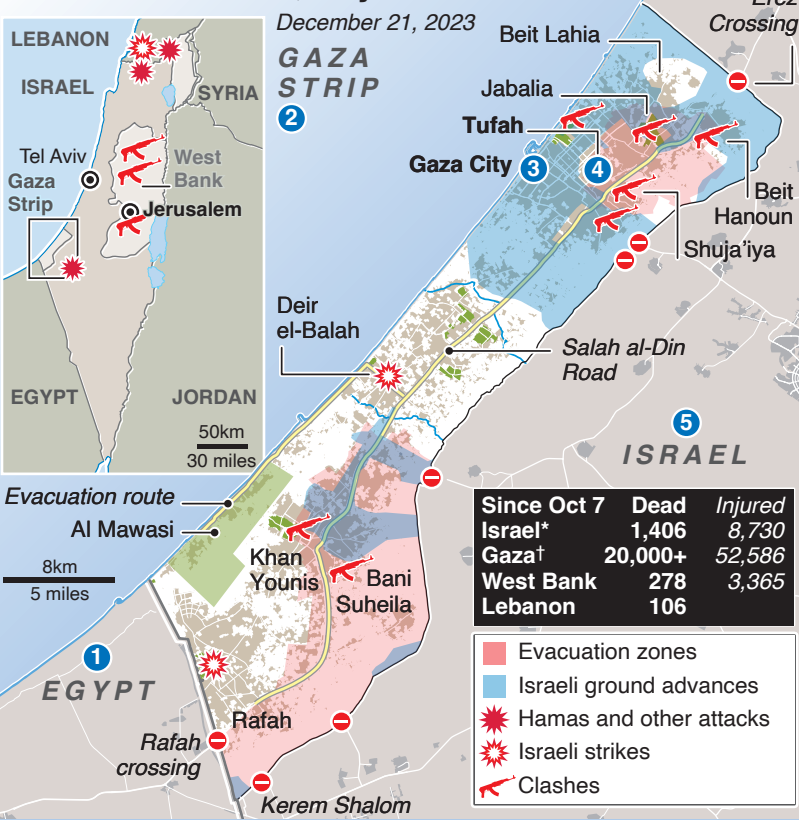 December 21, 2023
GAZA
STRIP
2
Beit Lahia
Erez
Crossing
Jabalia
Tufah
Gaza City
3
4
Beit
Hanoun
Shuja'iya
LEBANON
ISRAEL
SYRIA
Tel Aviv
West
Bank
Gaza
Strip
Jerusalem
EGYPT
JORDAN
50km
30 miles
Deir
el-Balah
Salah al-Din
Road
5
ISRAEL
Evacuation route
Al Mawasi
8km
5 miles
Khan
Younis
Bani
Suheila
1
EGYPT
Rafah
Rafah
crossing
Kerem Shalom
Since Oct 7 Dead Injured
Israel* 1,406 8,730
Gaza† 20,000+ 52,586
West Bank 278 3,365
Lebanon 106
Evacuation zones
Israeli ground advances
Hamas and other attacks
Israeli strikes
Clashes